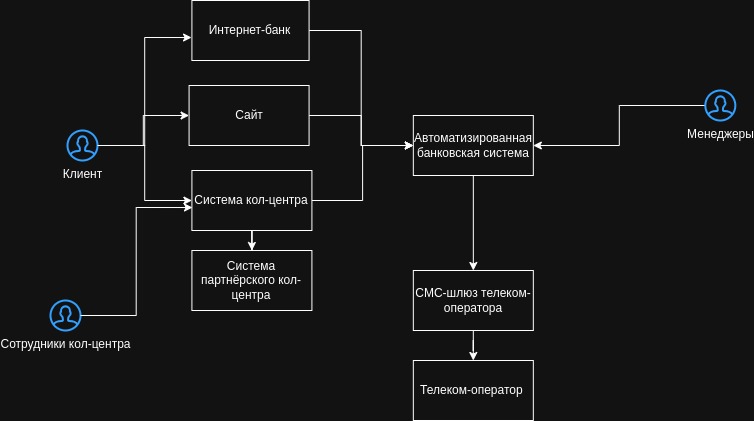 Интернет-банк
Сайт
Клиент
Система кол-центра
Система
партнёрского кол-
центра
Сотрудники кол-центра
Автоматизированная
банковская система
Менеджеры
СМС-шлюз телеком-
оператора
Телеком-оператор